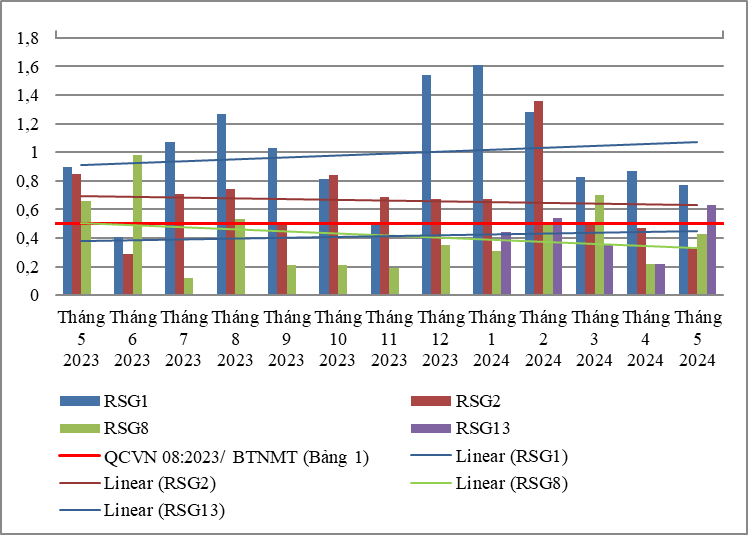 1,8
1,6
1,4
1,2
1
0,8
0,6
0,4
0,2
0
Tháng 5 2023
Tháng 6 2023
Tháng 7 2023
Tháng 8 2023
Tháng 9 2023
Tháng 10 2023
Tháng 11 2023
Tháng 12 2023
Tháng 1 2024
Tháng 2 2024
Tháng 3 2024
Tháng 4 2024
Tháng 5 2024
RSG1
RSG2
RSG8
RSG13
QCVN 08:2023/ BTNMT (Bảng 1)
Linear (RSG1)
Linear (RSG2)
Linear (RSG8)
Linear (RSG13)